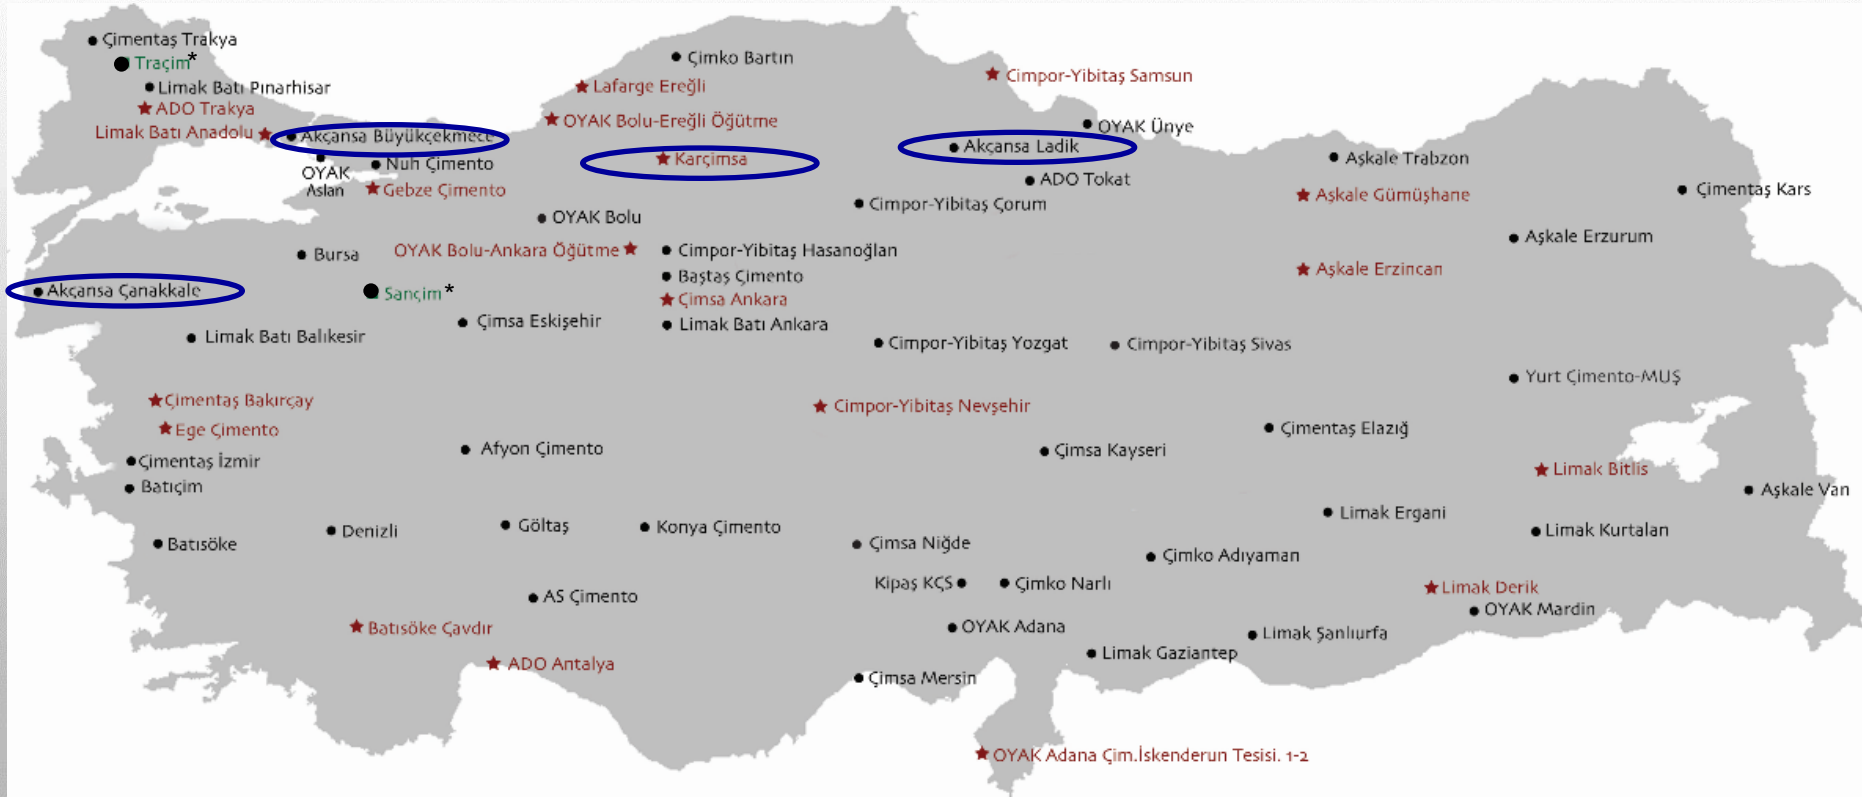 Çimentaş Trakya
Traçim*
Limak Batı Pınarhisar
ADO Trakya
Limak Batı Anadolu
Akçansa Büyükçekmece
OYAK
Aslan
Nuh Çimento
Gebze Çimento
Çimko Bartın
Lafarge Ereğli
OYAK Bolu-Ereğli Öğütme
Karçimsa
Cimpor-Yibitaş Samsun
OYAK Ünye
Akçansa Ladik
ADO Tokat
Cimpor-Yibitaş Çorum
Aşkale Trabzon
Aşkale Gümüşhane
Çimentaş Kars
Aşkale Erzurum
Aşkale Erzincan
OYAK Bolu
OYAK Bolu-Ankara Öğütme
Cimpor-Yibitaş Hasanoğlan
Baştaş Çimento
Çimsa Ankara
Limak Batı Ankara
Bursa
Akçansa Çanakkale
Sançim*
Çimsa Eskişehir
Limak Batı Balıkesir
Cimpor-Yibitaş Yozgat
Cimpor-Yibitaş Sivas
Yurt Çimento-MUŞ
Çimentaş Bakırçay
Ege Çimento
Cimpor-Yibitaş Nevşehir
Çimentaş Elazığ
Afyon Çimento
Çimsa Kayseri
Çimentaş İzmir
Batıçim
Limak Bitlis
Aşkale Van
Limak Ergani
Limak Kurtalan
Denizli
Göltaş
Konya Çimento
Batısöke
Çimsa Niğde
Çimko Adıyaman
Kipaş KÇS
Çimko Narlı
Limak Derik
OYAK Mardin
AS Çimento
Batısöke Çavdır
OYAK Adana
Limak Şanlıurfa
Limak Gaziantep
ADO Antalya
Çimsa Mersin
OYAK Adana Çim.İskenderun Tesisi. 1-2